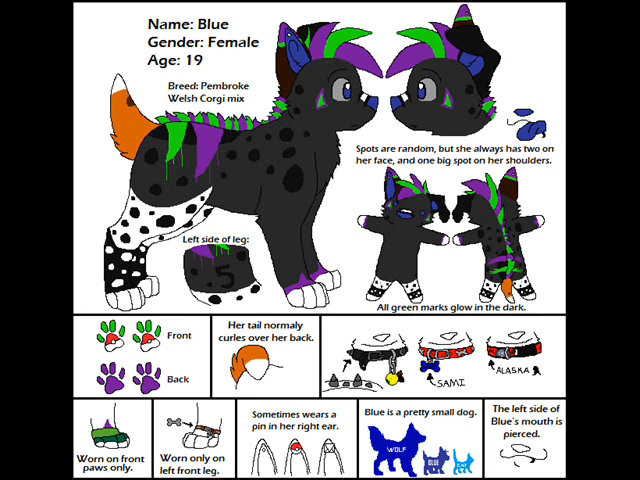 Name: Blue
Gender: Female
Age: 19
Breed: Pembroke
Welsh Corgi mix
Spots are random, but she always has two on
her face, and one big spot on her shoulders.
Left side of leg:
5
All green marks glow in the dark.
Front
Back
Her tail normaly
curles over her back.
SAMI
ALASKA
Worn on front
paws only.
Worn only on
left front leg.
Sometimes wears a
pin in her right ear.
Blue is a pretty small dog.
WOLF
BLUE
CAT
The left side of
Blue's mouth is
pierced.